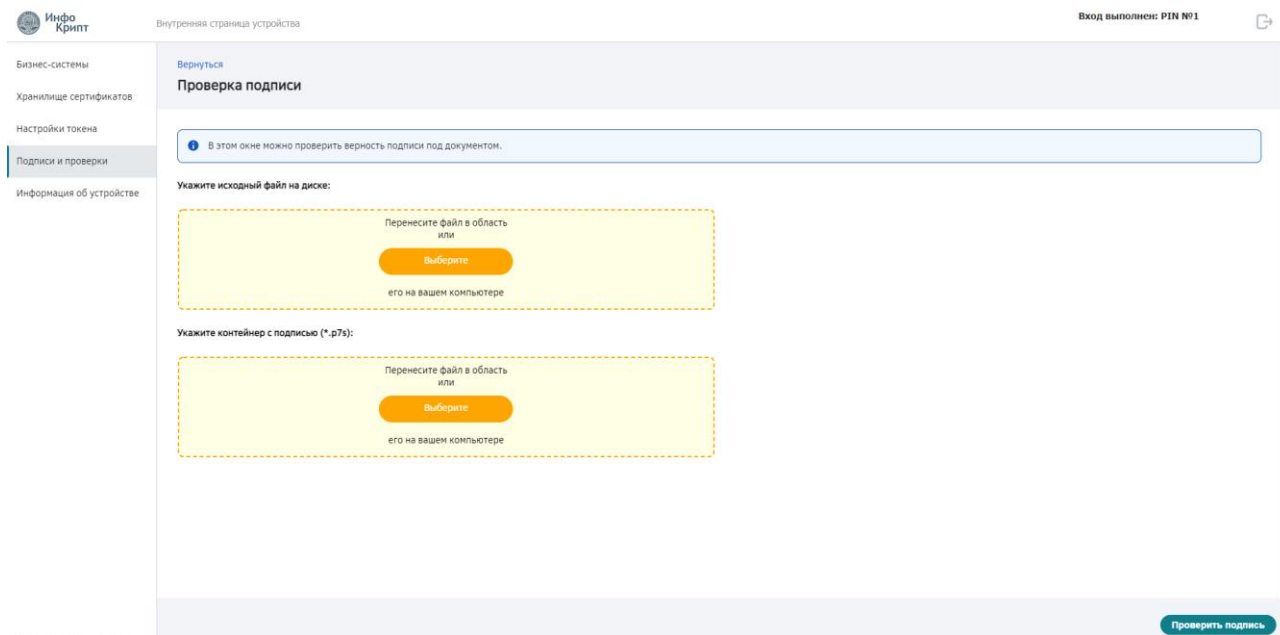 Инфо
Крипт
Внутренняя страница устройства
Вход выполнен: PIN №1
Бизнес-системы
Хранилище сертификатов
Настройки токена
Подписи и проверки
Информация об устройстве
Вернуться
Проверка подписи
В этом окне можно проверить верность подписи под документом.
Укажите исходный файл на диске:
Перенесите файл в область
или
Выберите
его на вашем компьютере
Укажите контейнер с подписью (*.p7s):
Перенесите файл в область
или
Выберите
его на вашем компьютере
Проверить подпись